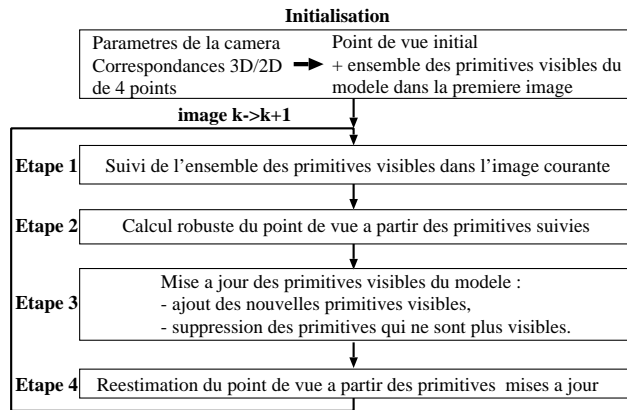 Initialisation
Parametres de la camera
Correspondances 3D/2D
de 4 points
Point de vue initial
+ ensemble des primitives visibles du
modele dans la premiere image
image k->k+1
Etape 1
Suivi de l'ensemble des primitives visibles dans l'image courante
Etape 2
Calcul robuste du point de vue a partir des primitives suivies
Etape 3
Mise a jour des primitives visibles du modele :
- ajout des nouvelles primitives visibles,
- suppression des primitives qui ne sont plus visibles.
Etape 4
Reestimation du point de vue a partir des primitives mises a jour